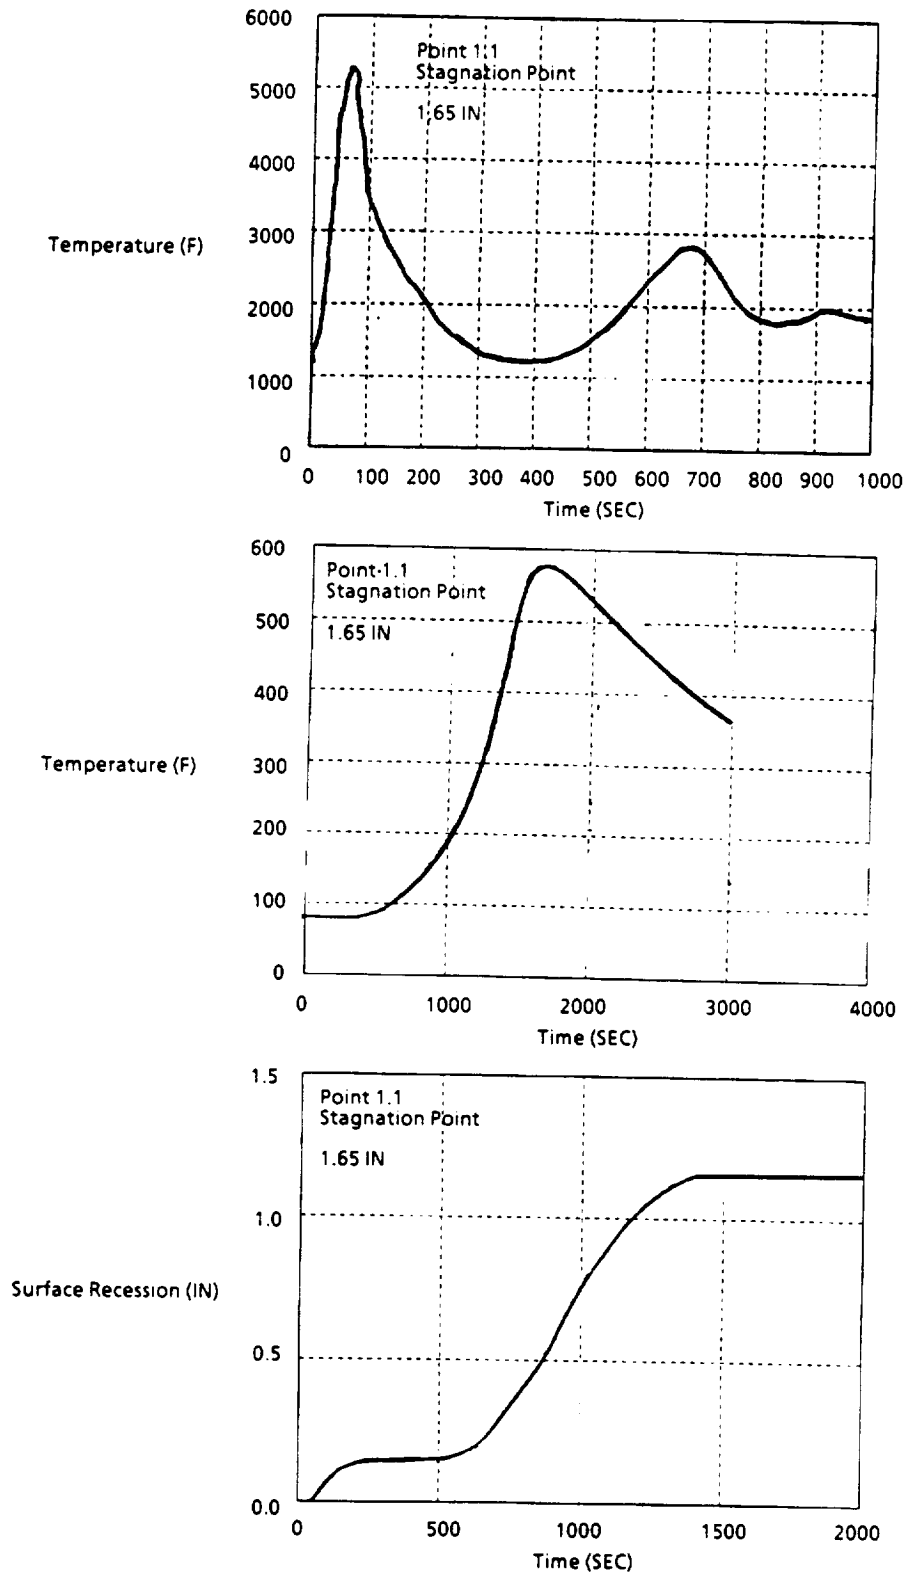 6000
5000
4000
3000
2000
1000
0
Temperature (F)
Point 1.1
Stagnation Point
1.65 IN
0 100 200 300 400 500 600 700 800 900 1000
Time (SEC)
600
500
400
300
200
100
0
Temperature (F)
Point 1.1
Stagnation Point
1.65 IN
0 1000 2000 3000 4000
Time (SEC)
1.5
1.0
0.5
0.0
Surface Recession (IN)
Point 1.1
Stagnation Point
1.65 IN
0 500 1000 1500 2000
Time (SEC)